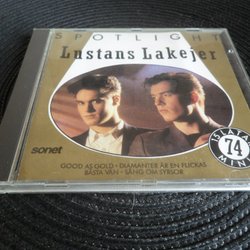 SPOTLIGHT
Lustans Lakejer
sonet
GOOD AS GOLD · DIAMANTER ÄR EN FLICKAS
BÄSTA VÄN · SÅNG OM SYRSOR
74
MIN